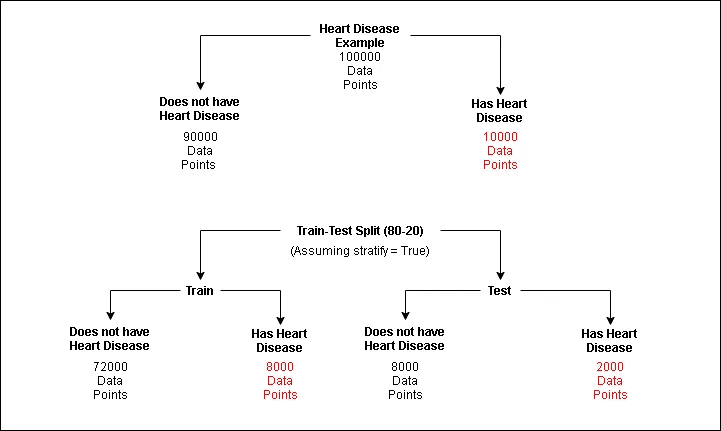 Heart Disease
Example
100000
Data
Points
Does not have
Heart Disease
90000
Data
Points
Has Heart
Disease
10000
Data
Points
Train-Test Split (80-20)
(Assuming stratify = True)
Train
Test
Does not have
Heart Disease
72000
Data
Points
Has Heart
Disease
8000
Data
Points
Does not have
Heart Disease
8000
Data
Points
Has Heart
Disease
2000
Data
Points